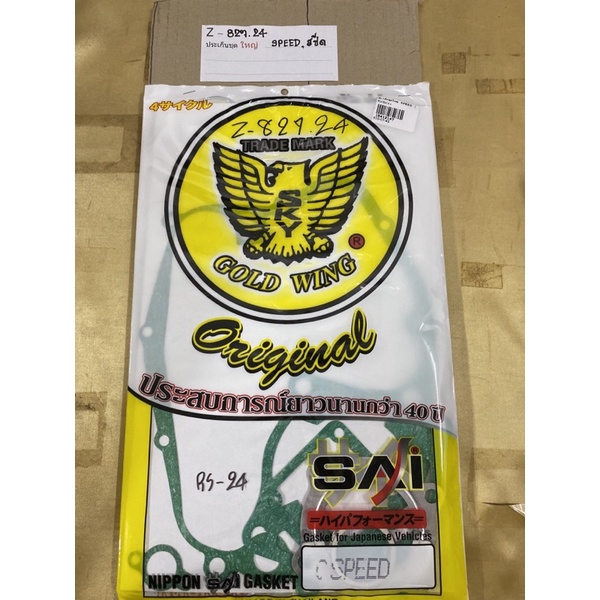 Z - 827.24
ประเก็นชุด ใหญ่ SPEED, สปีด
4サイクル
Z-827.24
TRADE MARK
SKY
®
GOLD WING
Original
ประสบการณ์ยาวนานกว่า 40 ปี
RS-24
SAi
=ハイパフォーマンス=
Gasket for Japanese Vehicles
NIPPON SAi GASKET
C SPEED